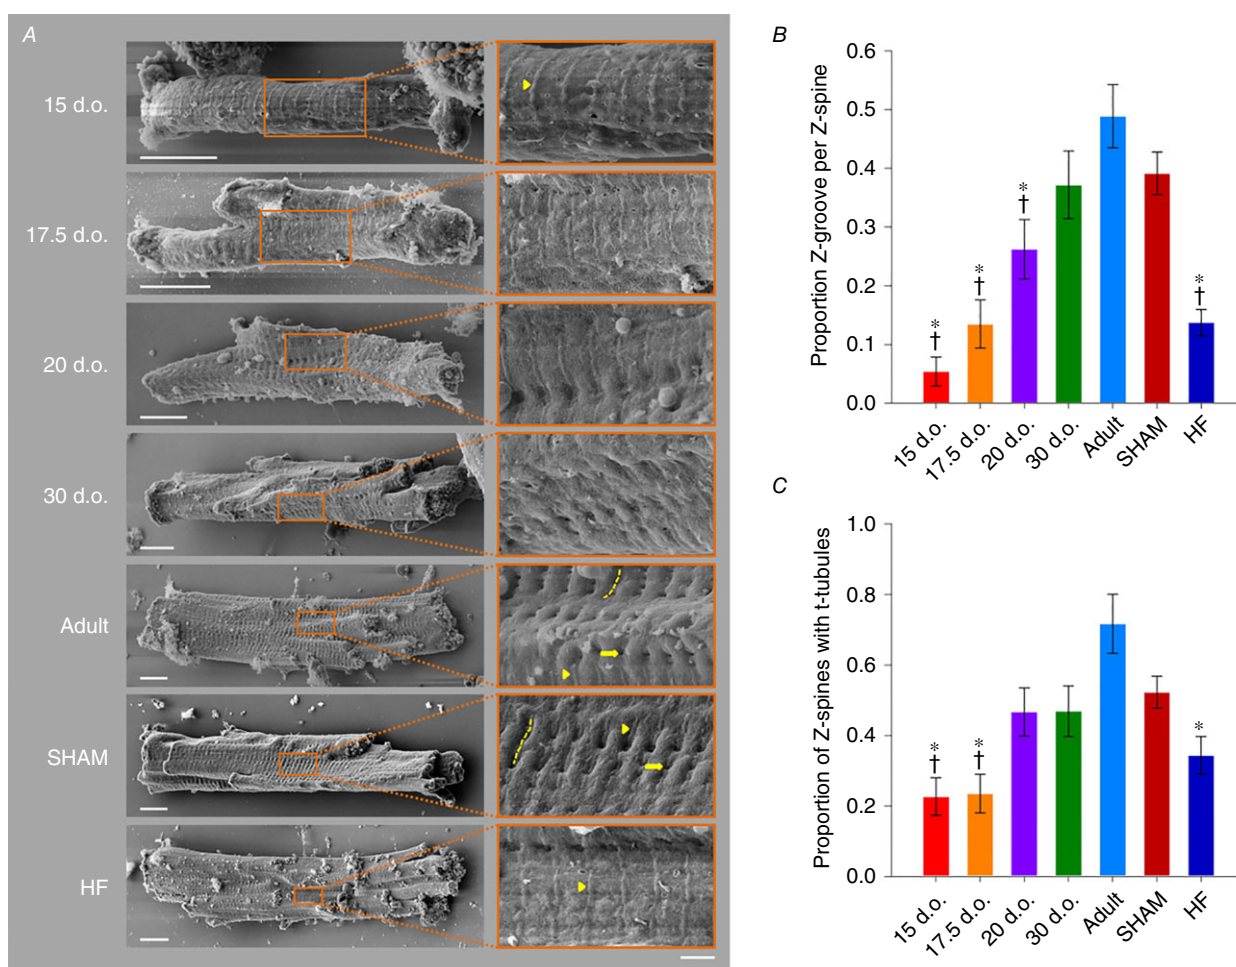 A
15 d.o.
17.5 d.o.
20 d.o.
30 d.o.
Adult
SHAM
HF
B
Proportion Z-groove per Z-spine
0.6
0.5
0.4
0.3
0.2
0.1
0.0
*
†
*
†
*
†
*
†
15 d.o.
17.5 d.o.
20 d.o.
30 d.o.
Adult
SHAM
HF
C
Proportion of Z-spines with t-tubules
1.0
0.8
0.6
0.4
0.2
0.0
*
†
*
†
*
15 d.o.
17.5 d.o.
20 d.o.
30 d.o.
Adult
SHAM
HF